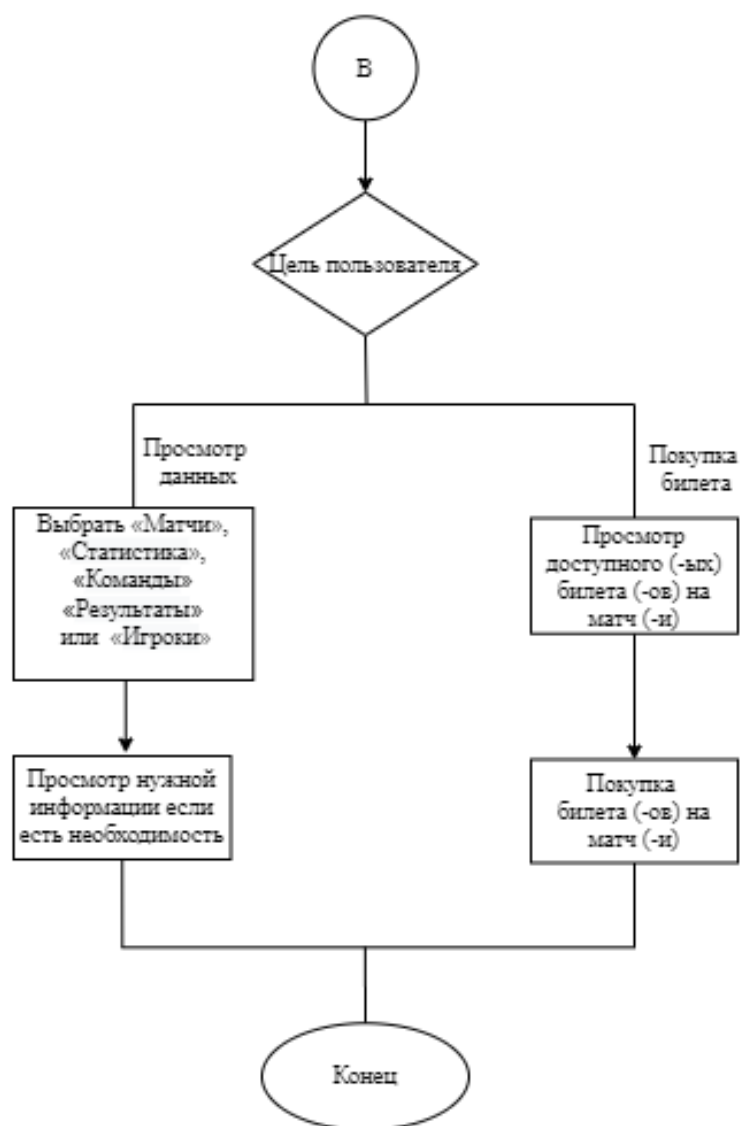 В
Цель пользователя
Просмотр
данных
Покупка
билета
Выбрать «Матчи»,
«Статистика»,
«Команды»
«Результаты»
или «Игроки»
Просмотр
доступного (-ых)
билета (-ов) на
матч (-и)
Просмотр нужной
информации если
есть необходимость
Покупка
билета (-ов) на
матч (-и)
Конец